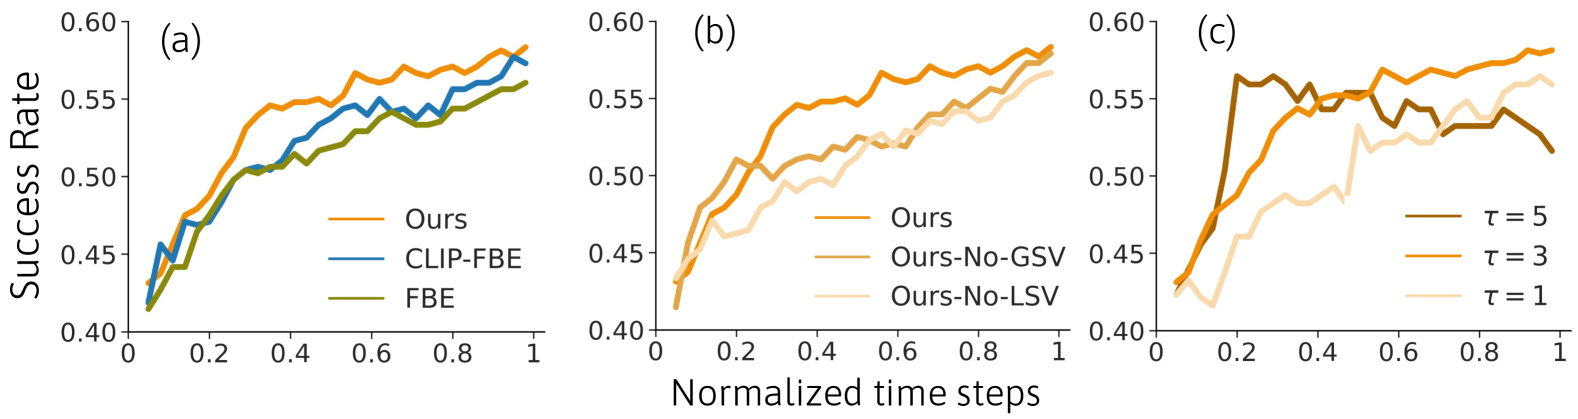 Success Rate
(a)
0.60
0.55
0.50
0.45
0.40
0
0.2
0.4
0.6
0.8
1
Ours
CLIP-FBE
FBE
(b)
0.60
0.55
0.50
0.45
0.40
0
0.2
0.4
0.6
0.8
1
Ours
Ours-No-GSV
Ours-No-LSV
(c)
0.60
0.55
0.50
0.45
0.40
0
0.2
0.4
0.6
0.8
1
τ = 5
τ = 3
τ = 1
Normalized time steps